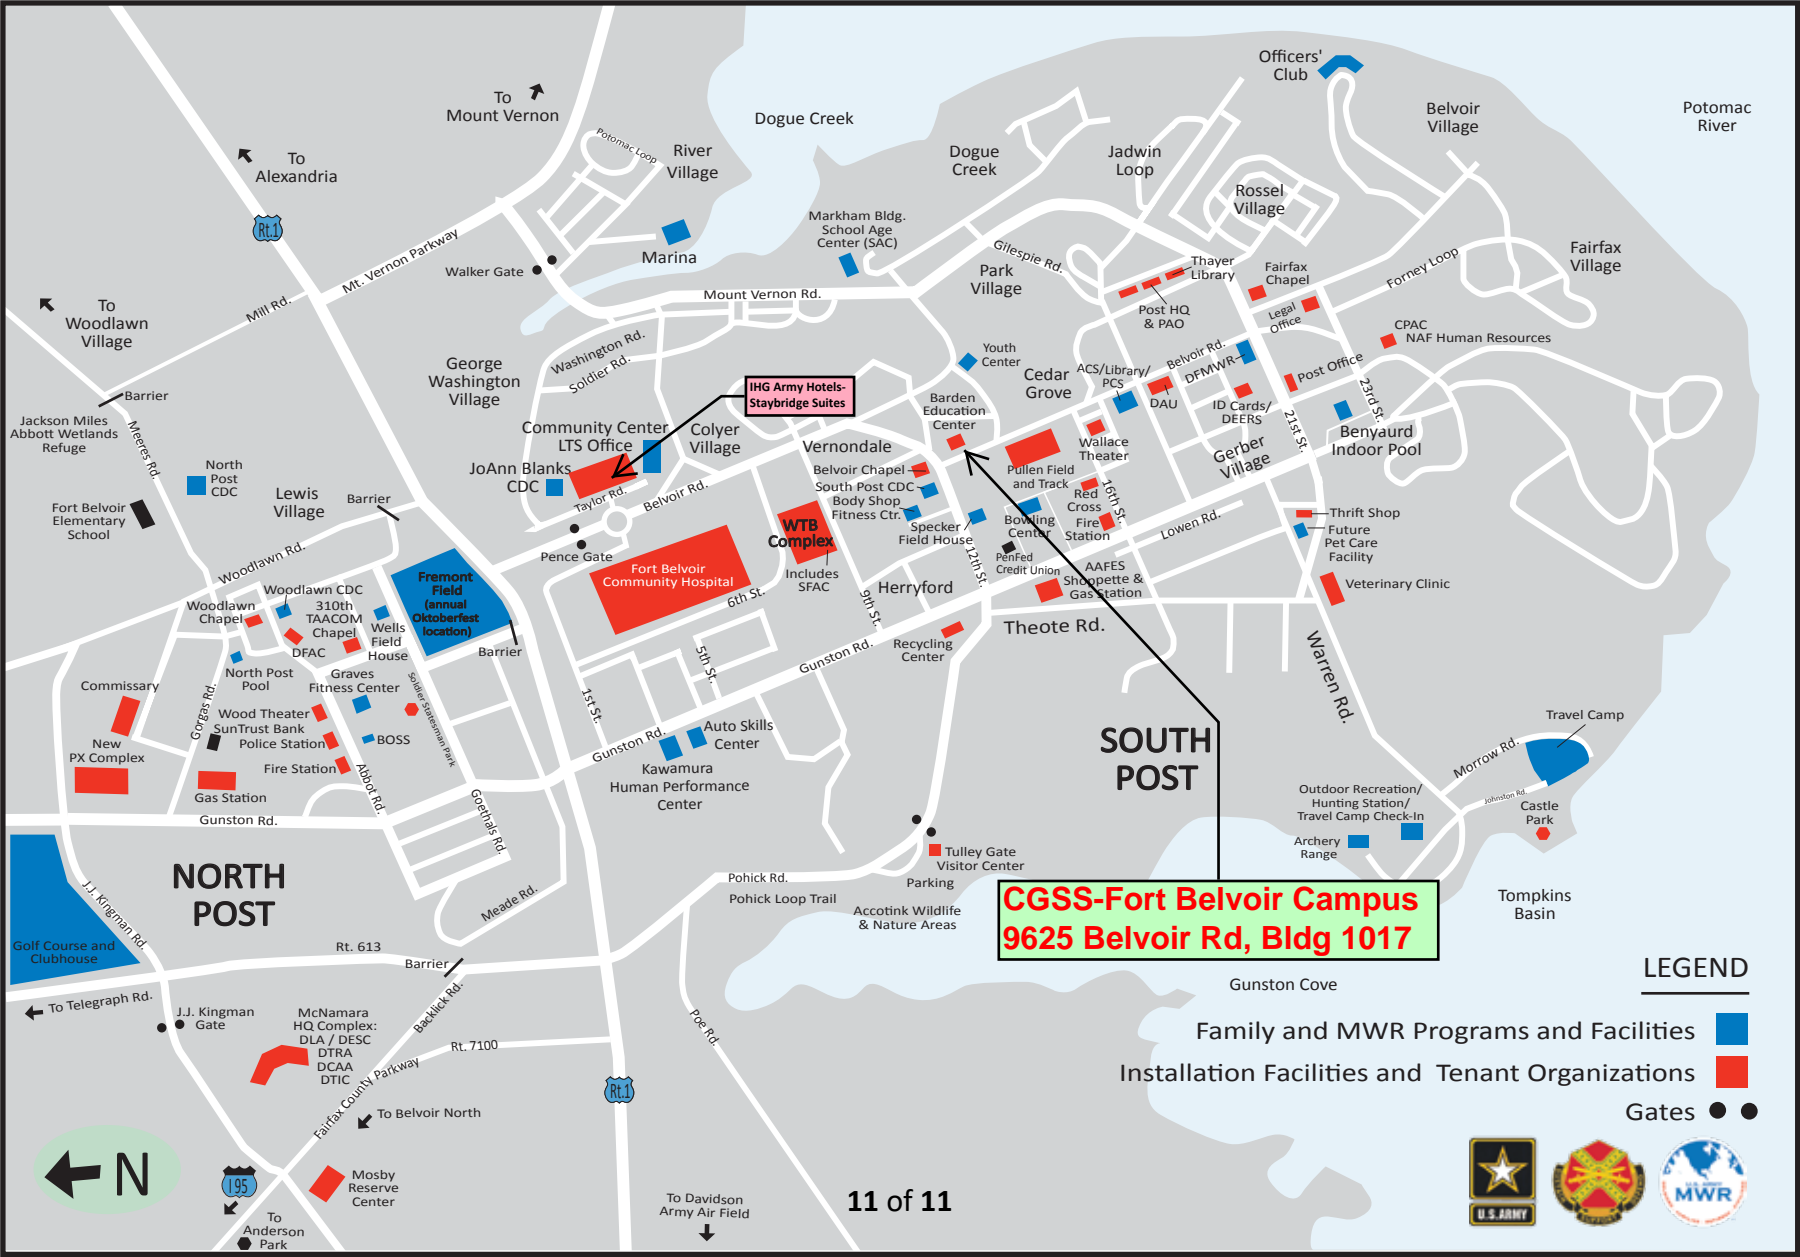 Officers'
Club
Belvoir
Village
Potomac
River
To
Mount Vernon
Dogue Creek
Potomac Loop
River
Village
Dogue
Creek
Jadwin
Loop
To
Alexandria
Rossel
Village
Rt.1
Markham Bldg.
School Age
Center (SAC)
Marina
Mt. Vernon Parkway
Walker Gate
Gilespie Rd.
Park
Village
Thayer
Library
Fairfax
Chapel
Forney Loop
Fairfax
Village
To
Woodlawn
Village
Mill Rd.
Mount Vernon Rd.
Post HQ
& PAO
Legal
Office
CPAC
NAF Human Resources
Washington Rd.
Soldier Rd.
George
Washington
Village
Youth
Center
Cedar
Grove
ACS/Library/
PCS
Belvoir Rd.
DFMWR
Post Office
23rd St.
IHG Army Hotels-
Staybridge Suites
Barrier
Jackson Miles
Abbott Wetlands
Refuge
Meeres Rd.
Barden
Education
Center
DAU
ID Cards/
DEERS
21st St.
Benyaurd
Indoor Pool
Community Center
LTS Office
Colyer
Village
Vernondale
Wallace
Theater
Gerber
Village
JoAnn Blanks
CDC
North
Post
CDC
Lewis
Village
Barrier
Taylor Rd.
Belvoir Rd.
Belvoir Chapel
South Post CDC
Body Shop
Fitness Ctr.
Pullen Field
and Track
Red
Cross
Fire
Station
16th St.
Fort Belvoir
Elementary
School
Pence Gate
WTB
Complex
Includes
SFAC
Specker
Field House
Bowling
Center
Lowen Rd.
Thrift Shop
Future
Pet Care
Facility
Woodlawn Rd.
PenFed
Credit Union
12th St.
AAFES
Shoppette &
Gas Station
Veterinary Clinic
Fort Belvoir
Community Hospital
6th St.
9th St.
Herryford
Fremont
Field
(annual
Oktoberfest
location)
Woodlawn CDC
Woodlawn
Chapel
310th
TAACOM
Chapel
DFAC
Wells
Field
House
Barrier
Theote Rd.
Recycling
Center
Gunston Rd.
5th St.
Warren Rd.
North Post
Pool
Graves
Fitness Center
Soldier Statesman Park
Commissary
Gorgas Rd.
1st St.
Wood Theater
SunTrust Bank
Police Station
BOSS
Fire Station
New
PX Complex
Gas Station
Abbot Rd.
Goethals Rd.
Gunston Rd.
Gunston Rd.
Auto Skills
Center
Kawamura
Human Performance
Center
SOUTH
POST
Travel Camp
Morrow Rd.
Johnston Rd.
Castle
Park
Outdoor Recreation/
Hunting Station/
Travel Camp Check-In
Archery
Range
Tulley Gate
Visitor Center
Parking
Pohick Rd.
Pohick Loop Trail
Accotink Wildlife
& Nature Areas
NORTH
POST
J.J. Kingman Rd.
Meade Rd.
CGSS-Fort Belvoir Campus
9625 Belvoir Rd, Bldg 1017
Tompkins
Basin
Golf Course and
Clubhouse
Rt. 613
Barrier
Gunston Cove
To Telegraph Rd.
J.J. Kingman
Gate
McNamara
HQ Complex:
DLA / DESC
DTRA
DCAA
DTIC
Backlick Rd.
Rt. 7100
Fairfax County Parkway
To Belvoir North
Poe Rd.
Rt.1
LEGEND
Family and MWR Programs and Facilities
Installation Facilities and Tenant Organizations
Gates
N
I 95
To
Anderson
Park
Mosby
Reserve
Center
To Davidson
Army Air Field
11 of 11
U.S.ARMY
U.S. ARMY
MWR